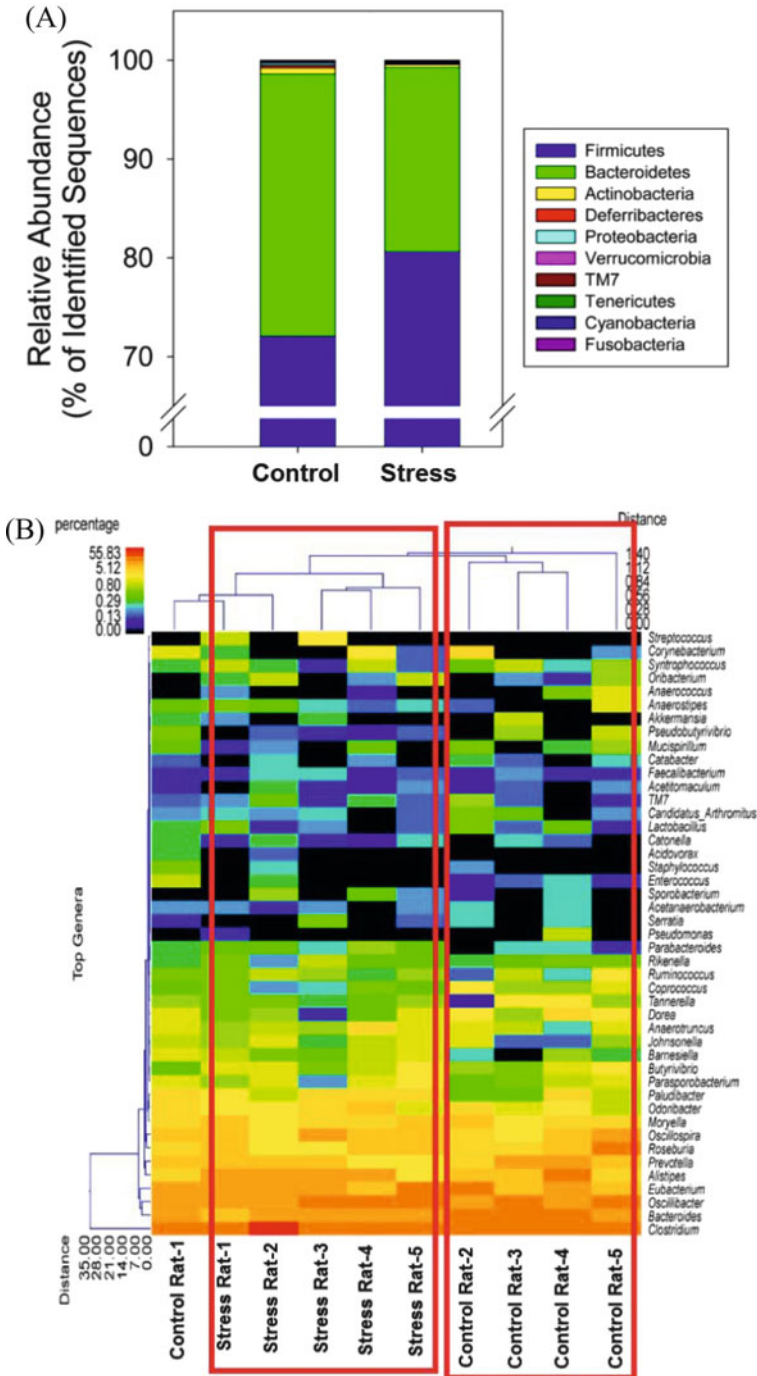 (A)
Relative Abundance
(% of Identified Sequences)
100
90
80
70
0
Control
Stress
Firmicutes
Bacteroidetes
Actinobacteria
Deferribacteres
Proteobacteria
Verrucomicrobia
TM7
Tenericutes
Cyanobacteria
Fusobacteria
(B)
percentage
55.83
5.12
0.80
0.29
0.13
0.00
Distance
1.40
1.12
0.84
0.56
0.28
0.00
Top Genera
Streptococcus
Corynebacterium
Syntrophococcus
Oribacterium
Anaerococcus
Anaerostipes
Akkermansia
Pseudobutyrivibrio
Mucispirillum
Catabacter
Faecalibacterium
Acetitomaculum
TM7
Candidatus_Arthromitus
Lactobacillus
Catonella
Acidovorax
Staphylococcus
Enterococcus
Sporobacterium
Acetanaerobacterium
Serratia
Pseudomonas
Parabacteroides
Rikenella
Ruminococcus
Coprococcus
Tannerella
Dorea
Anaerotruncus
Johnsonella
Barnesiella
Butyrivibrio
Parasporobacterium
Paludibacter
Odoribacter
Moryella
Oscillospira
Roseburia
Prevotella
Alistipes
Eubacterium
Oscillibacter
Bacteroides
Clostridium
Distance
35.00
28.00
21.00
14.00
7.00
0.00
Control Rat-1
Stress Rat-1
Stress Rat-2
Stress Rat-3
Stress Rat-4
Stress Rat-5
Control Rat-2
Control Rat-3
Control Rat-4
Control Rat-5